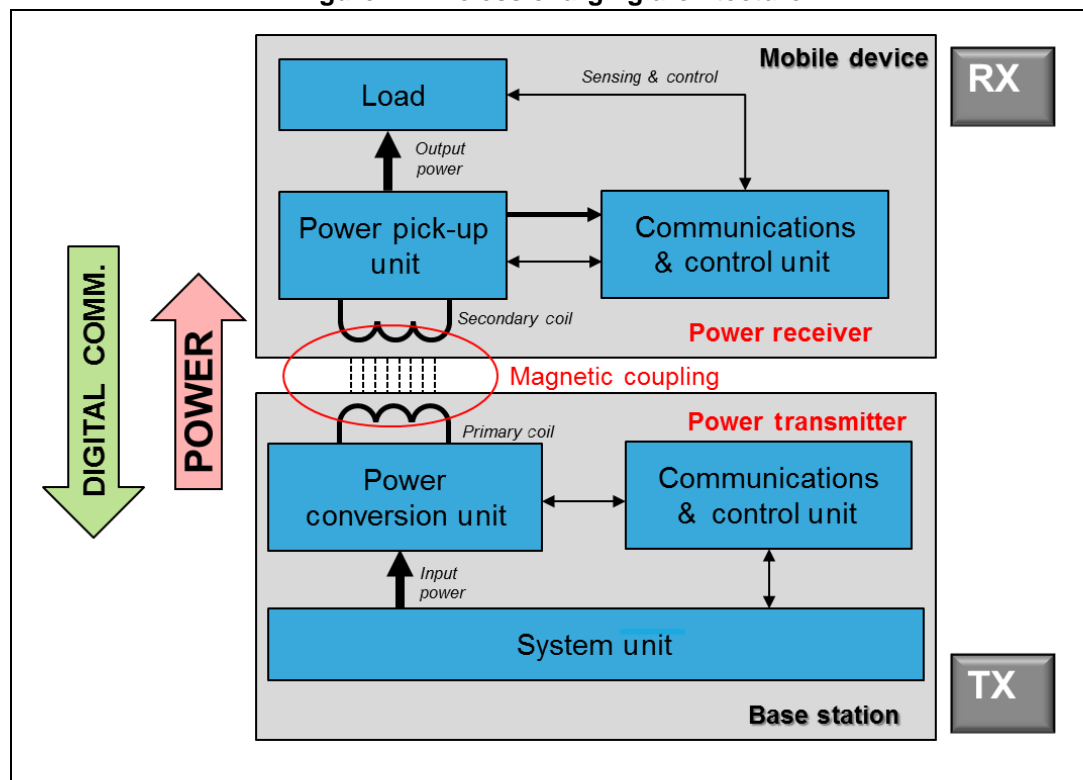 Mobile device
RX
Load
Sensing & control
Output
power
Power pick-up
unit
Communications
& control unit
Secondary coil
Power receiver
DIGITAL COMM.
POWER
Magnetic coupling
Power transmitter
Primary coil
Power
conversion unit
Communications
& control unit
Input
power
System unit
TX
Base station